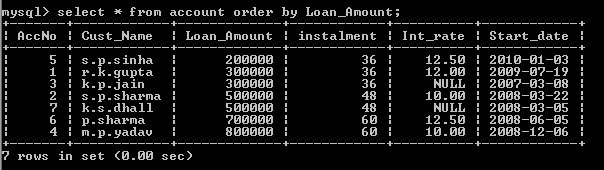 mysql> select * from account order by Loan_Amount;
+-------+------------+-------------+-----------+----------+------------+
| AccNo | Cust_Name | Loan_Amount | instalment | Int_rate | Start_date |
+-------+------------+-------------+-----------+----------+------------+
| 5 | s.p.sinha | 200000 | 36 | 12.50 | 2010-01-03 |
| 1 | r.k.gupta | 300000 | 36 | 12.00 | 2009-07-19 |
| 3 | k.p.jain | 300000 | 36 | NULL | 2007-03-08 |
| 2 | s.p.sharma | 500000 | 48 | 10.00 | 2008-03-22 |
| 7 | k.s.dhall | 500000 | 48 | NULL | 2008-03-05 |
| 6 | p.sharma | 700000 | 60 | 12.50 | 2008-06-05 |
| 4 | m.p.yadav | 800000 | 60 | 10.00 | 2008-12-06 |
+-------+------------+-------------+-----------+----------+------------+
7 rows in set (0.00 sec)